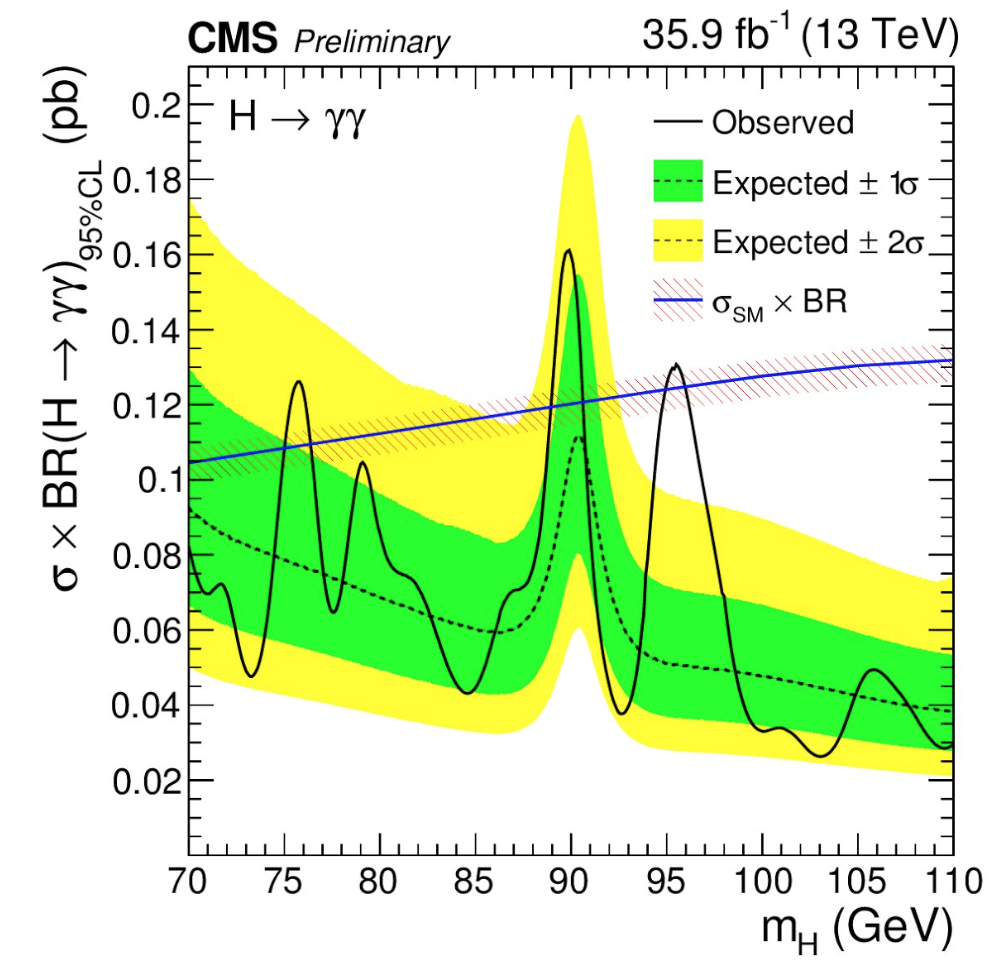 CMS Preliminary
35.9 fb⁻¹ (13 TeV)
H → γγ
Observed
Expected ± 1σ
Expected ± 2σ
σ_SM × BR
σ × BR(H → γγ)_95%CL (pb)
0.2
0.18
0.16
0.14
0.12
0.1
0.08
0.06
0.04
0.02
70 75 80 85 90 95 100 105 110
m_H (GeV)